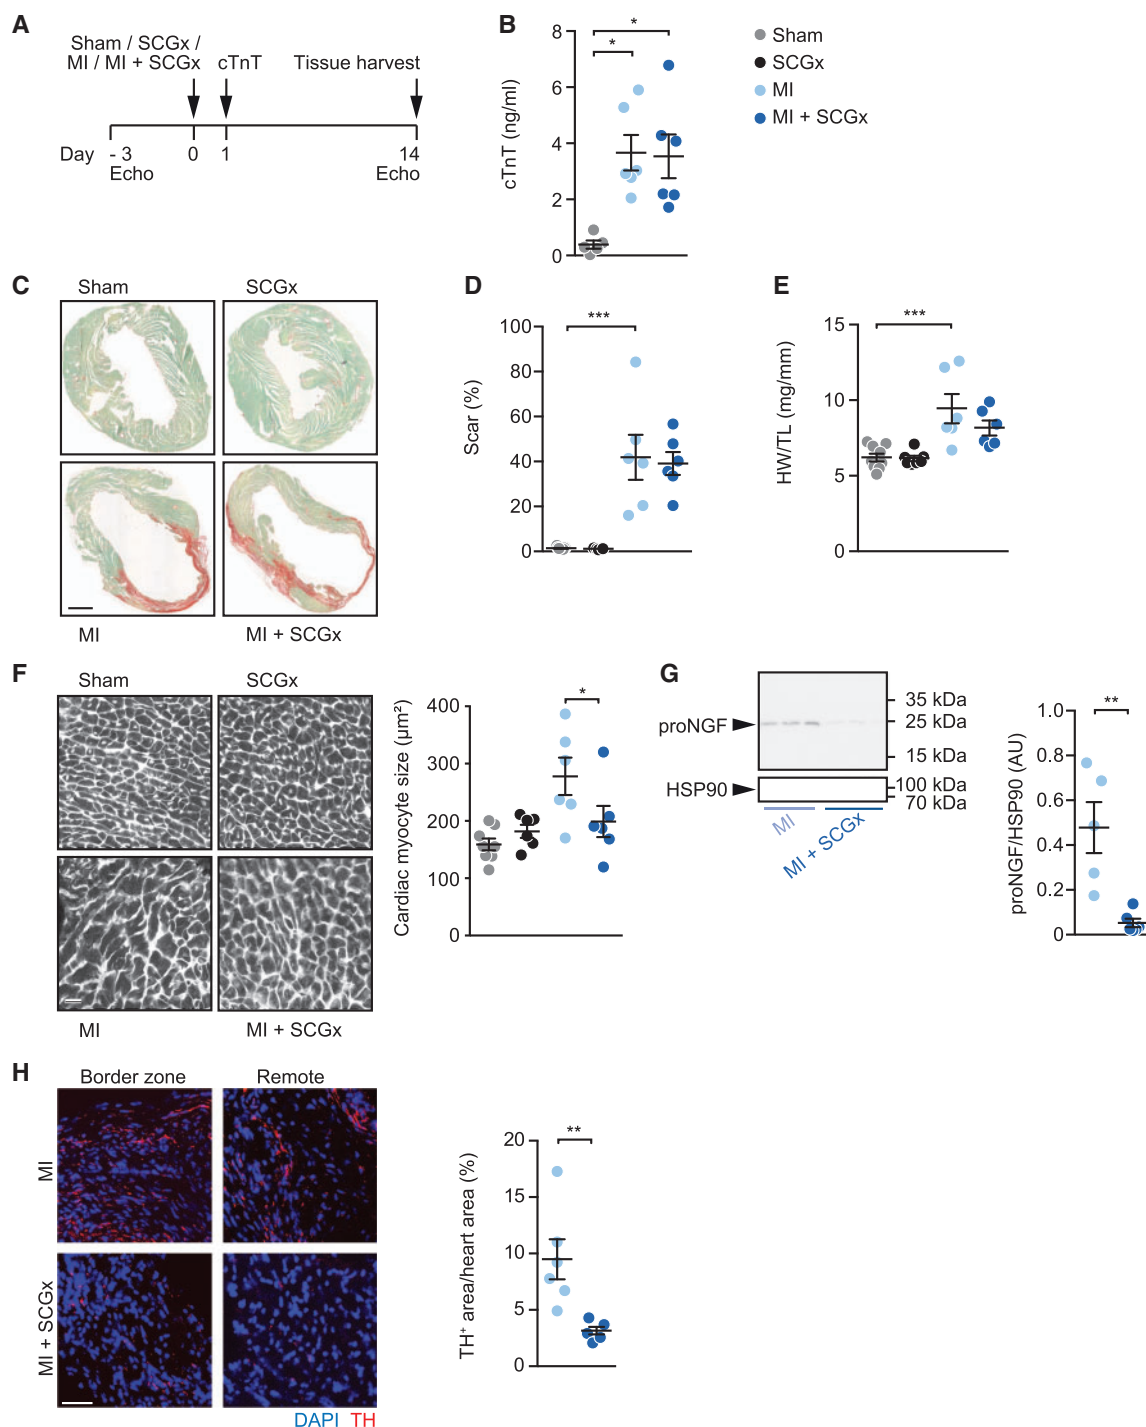 A
Sham / SCGx /
MI / MI + SCGx cTnT Tissue harvest
Day - 3 0 1 14
Echo Echo
B
cTnT (ng/ml)
8
6
4
2
0
*
*
Sham
SCGx
MI
MI + SCGx
C
Sham SCGx
MI MI + SCGx
D
Scar (%)
100
80
60
40
20
0
***
E
HW/TL (mg/mm)
15
10
5
0
***
F
Sham SCGx
MI MI + SCGx
Cardiac myocyte size (µm²)
400
300
200
100
0
*
G
proNGF
HSP90
35 kDa
25 kDa
15 kDa
100 kDa
70 kDa
MI
MI + SCGx
proNGF/HSP90 (AU)
1.0
0.8
0.6
0.4
0.2
0
**
H
Border zone Remote
MI
MI + SCGx
DAPI TH
TH⁺ area/heart area (%)
20
15
10
5
0
**